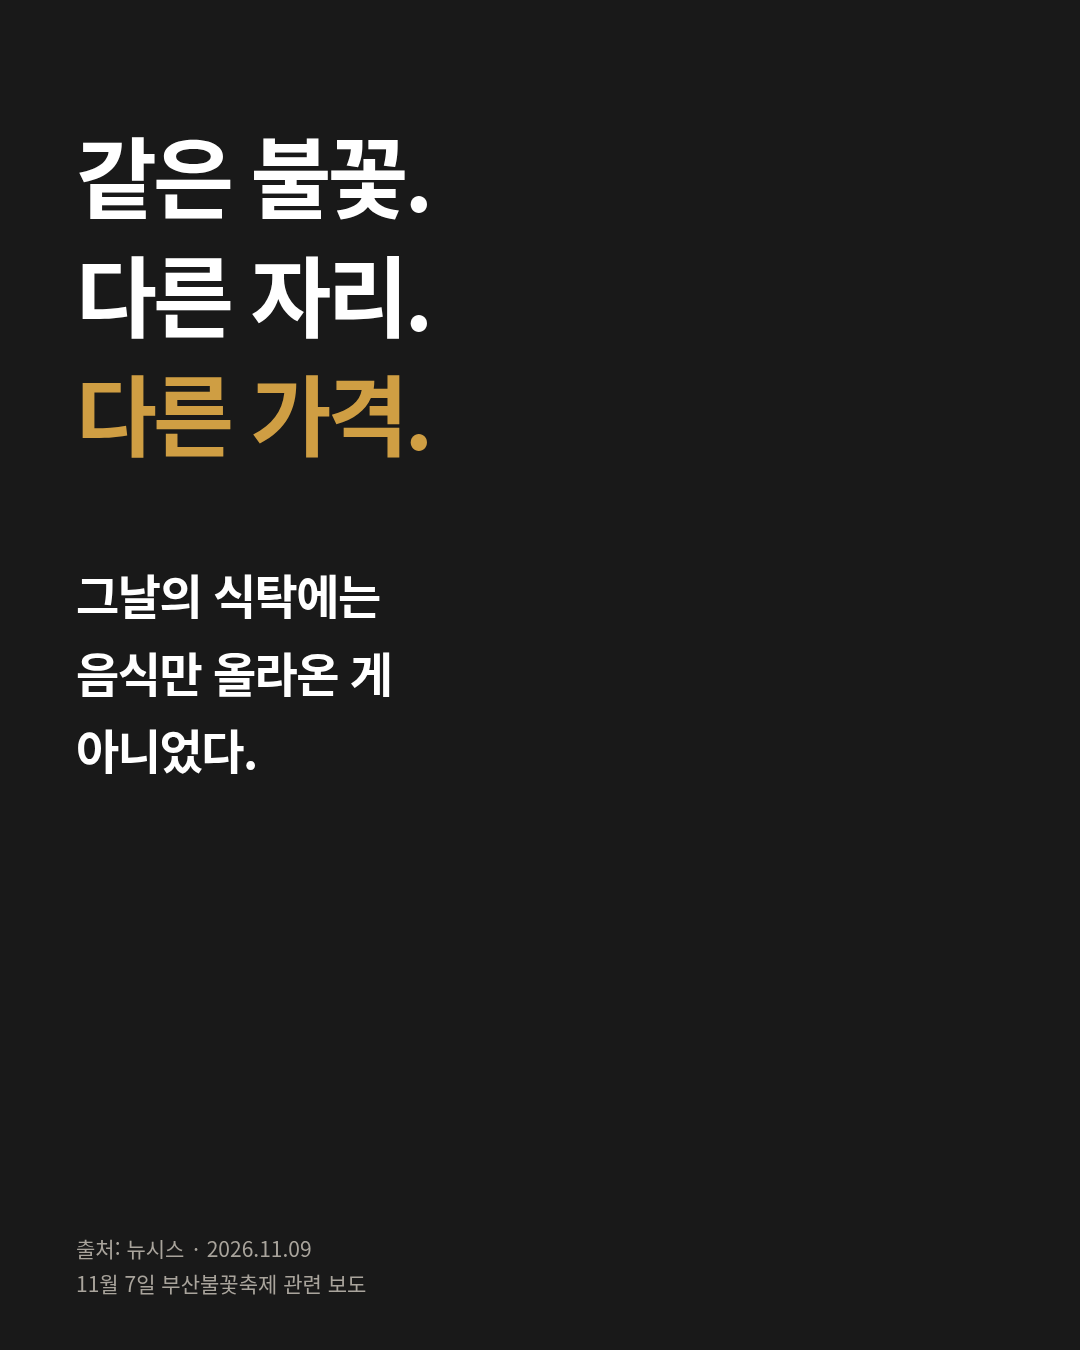 같은 불꽃.
다른 자리.
다른 가격.
그날의 식탁에는
음식만 올라온 게
아니었다.
출처: 뉴시스 · 2026.11.09
11월 7일 부산불꽃축제 관련 보도